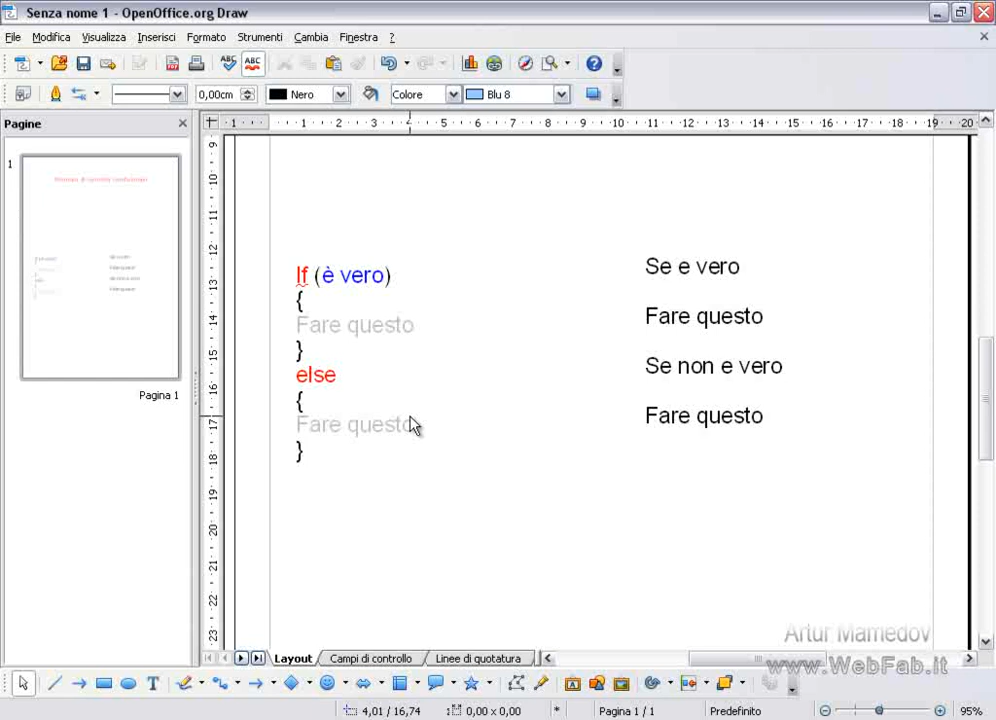 Senza nome 1 - OpenOffice.org Draw
File Modifica Visualizza Inserisci Formato Strumenti Cambia Finestra ?
0,00cm Nero Colore Blu 8
Pagine
1
Pagina 1
If (è vero)
{
Fare questo
}
else
{
Fare questo
}
Se e vero
Fare questo
Se non e vero
Fare questo
Artur Mamedov
www.WebFab.it
Layout Campi di controllo Linee di quotatura
4,01 / 16,74 0,00 x 0,00 * Pagina 1 / 1 Predefinito 95%